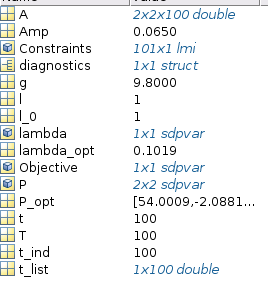 A 2x2x100 double
Amp 0.0650
Constraints 101x1 lmi
diagnostics 1x1 struct
g 9.8000
l 1
l_0 1
lambda 1x1 sdpvar
lambda_opt 0.1019
Objective 1x1 sdpvar
P 2x2 sdpvar
P_opt [54.0009,-2.0881...
t 100
T 100
t_ind 100
t_list 1x100 double